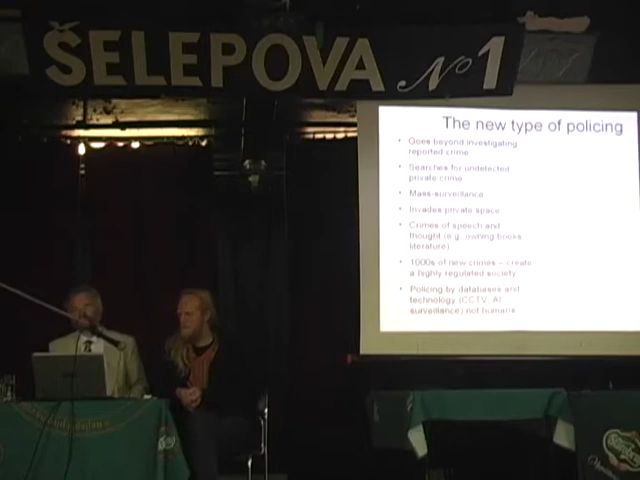 ŠELEPOVA Nº1
The new type of policing
• Goes beyond investigating
reported crime
• Searches for undetected
private crime
• Mass-surveillance
• Invades private space
• Crimes of speech and
thought (e.g. owning books
literature)
• 1000s of new crimes – create
a highly regulated society
• Policing by databases and
technology (CCTV, AI
surveillance) not humans